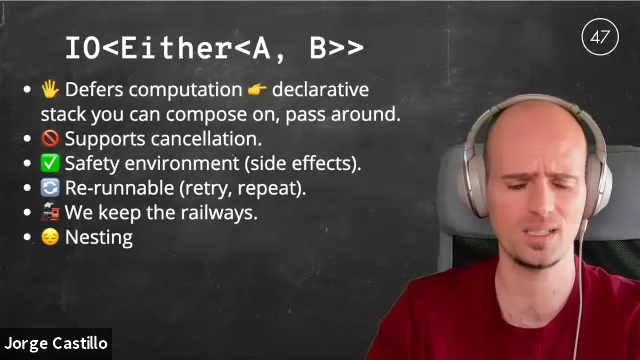 IO<Either<A, B>>
47
• 🖐 Defers computation 👉 declarative
stack you can compose on, pass around.
• 🚫 Supports cancellation.
• ✅ Safety environment (side effects).
• 🔄 Re-runnable (retry, repeat).
• 🚂 We keep the railways.
• 😔 Nesting
Jorge Castillo